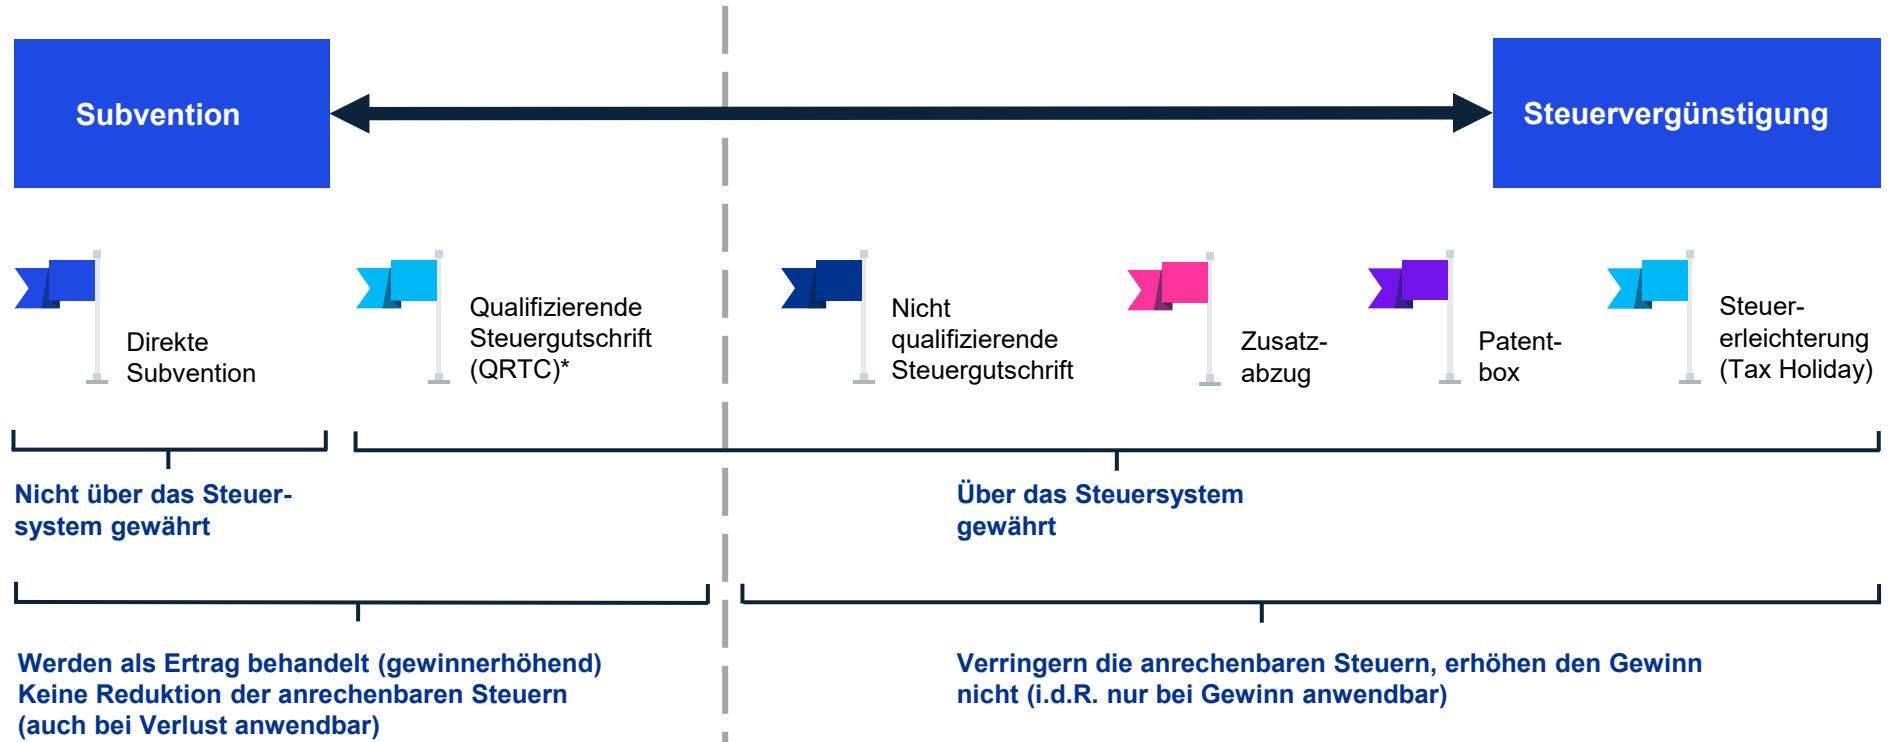 Subvention
Steuervergünstigung
Direkte
Subvention
Qualifizierende
Steuergutschrift
(QRTC)*
Nicht
qualifizierende
Steuergutschrift
Zusatz-
abzug
Patent-
box
Steuer-
erleichterung
(Tax Holiday)
Nicht über das Steuer-
system gewährt
Über das Steuersystem
gewährt
Werden als Ertrag behandelt (gewinnerhöhend)
Keine Reduktion der anrechenbaren Steuern
(auch bei Verlust anwendbar)
Verringern die anrechenbaren Steuern, erhöhen den Gewinn
nicht (i.d.R. nur bei Gewinn anwendbar)